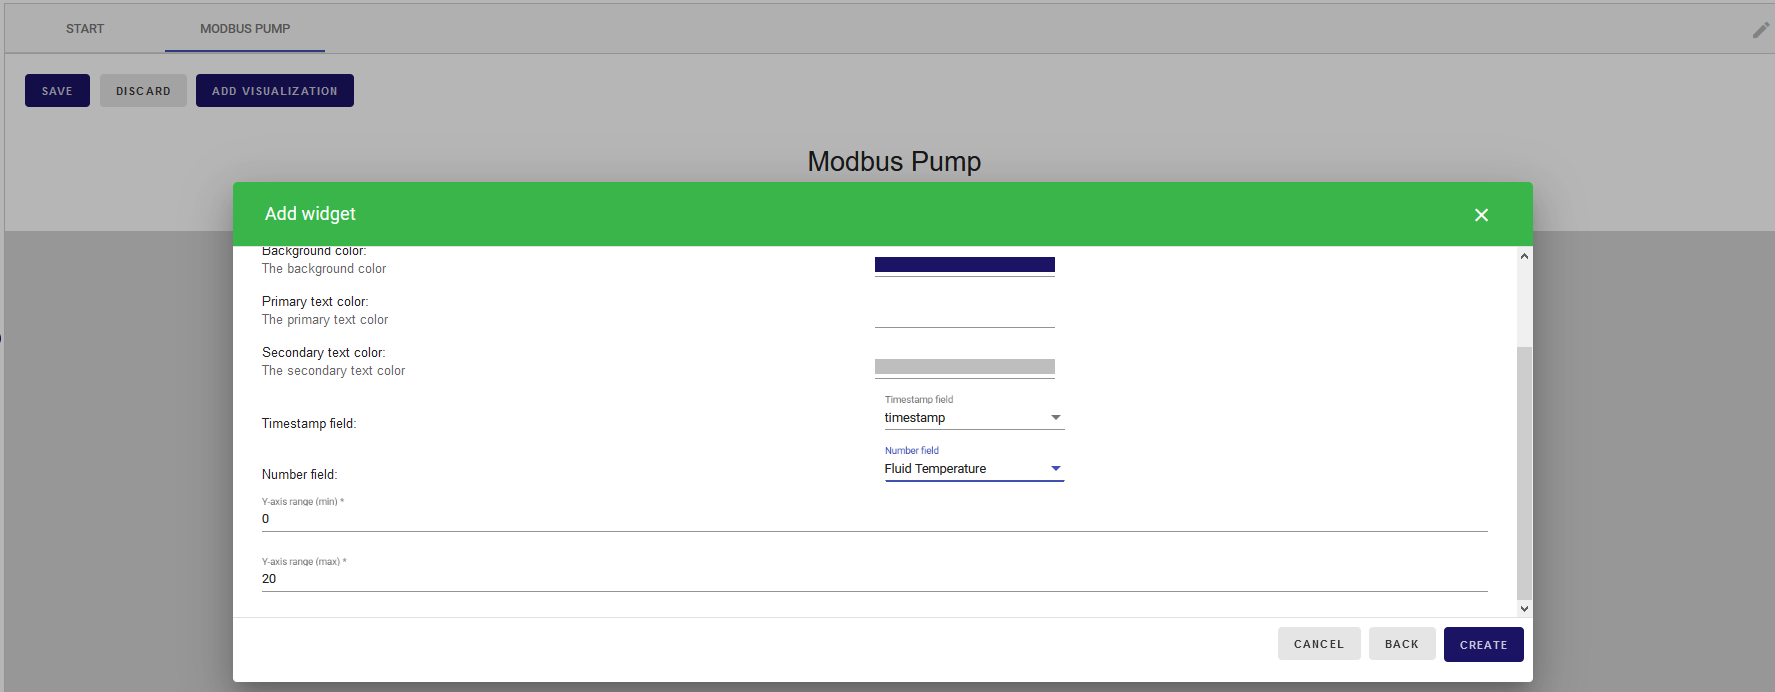 START
MODBUS PUMP
SAVE
DISCARD
ADD VISUALIZATION
Modbus Pump
Add widget
Background color:
The background color
Primary text color:
The primary text color
Secondary text color:
The secondary text color
Timestamp field
timestamp
Timestamp field:
Number field
Fluid Temperature
Number field:
Y-axis range (min) *
0
Y-axis range (max) *
20
CANCEL
BACK
CREATE